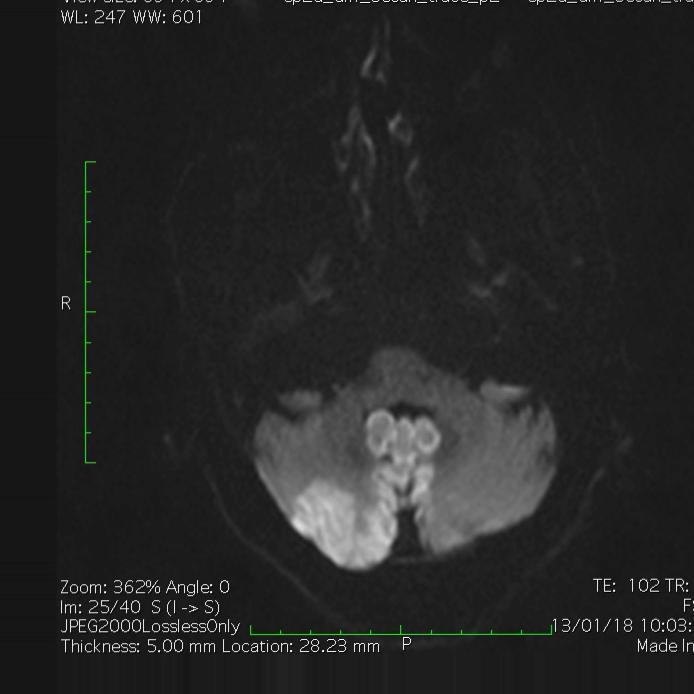 WL: 247 WW: 601
R
Zoom: 362% Angle: 0
Im: 25/40 S (I -> S)
JPEG2000LosslesOnly
Thickness: 5.00 mm Location: 28.23 mm
P
TE: 102 TR:
13/01/18 10:03:
Made In